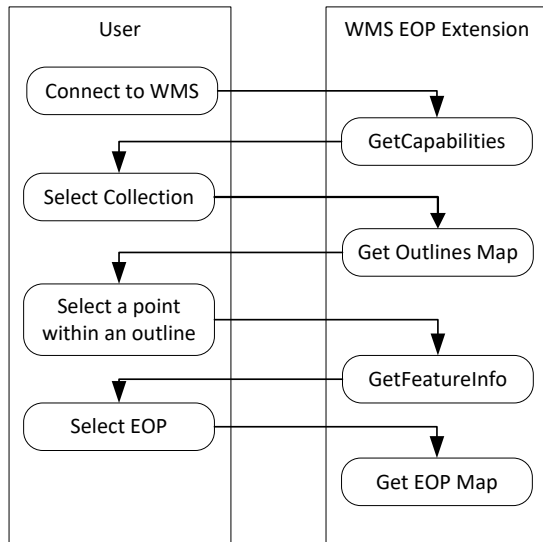 User
WMS EOP Extension
Connect to WMS
GetCapabilities
Select Collection
Get Outlines Map
Select a point
within an outline
GetFeatureInfo
Select EOP
Get EOP Map